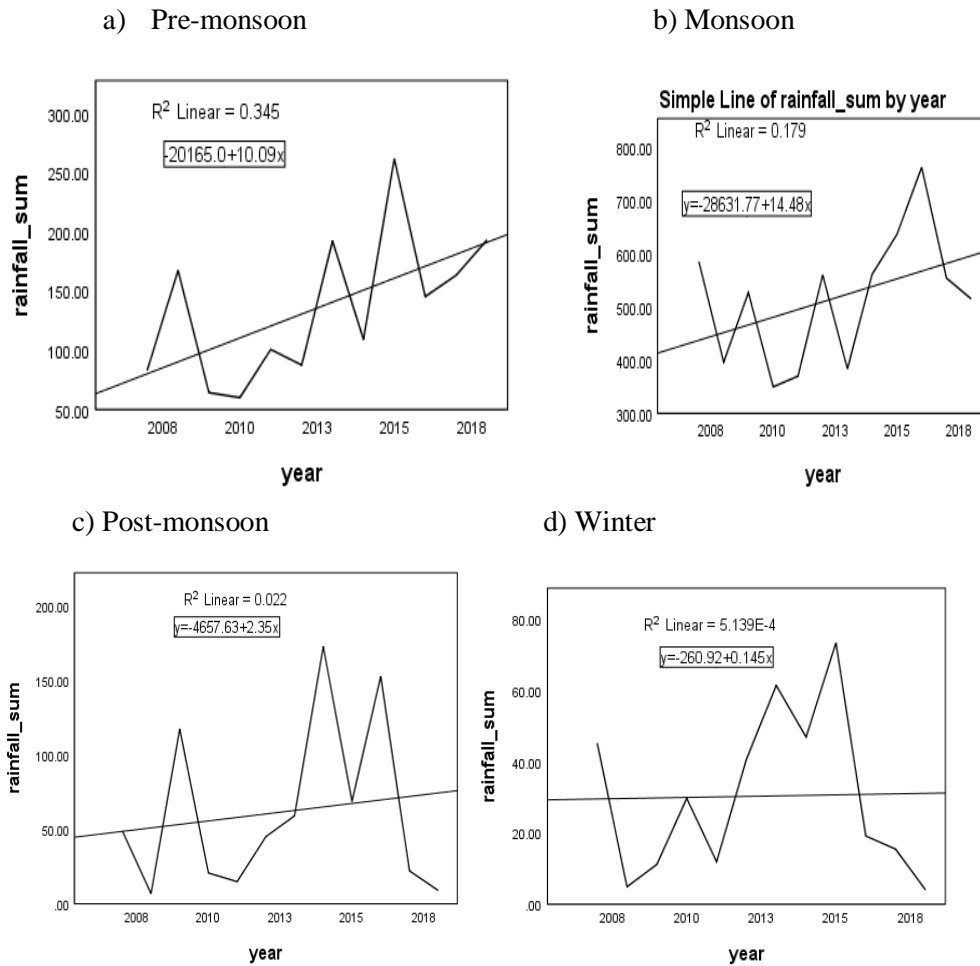 a) Pre-monsoon
R² Linear = 0.345
-20165.0+10.09x
300.00
250.00
200.00
150.00
100.00
50.00
rainfall_sum
2008 2010 2013 2015 2018
year
b) Monsoon
Simple Line of rainfall_sum by year
R² Linear = 0.179
y=-28631.77+14.48x
800.00
700.00
600.00
500.00
400.00
300.00
rainfall_sum
2008 2010 2013 2015 2018
year
c) Post-monsoon
R² Linear = 0.022
y=-4657.63+2.35x
200.00
150.00
100.00
50.00
.00
rainfall_sum
2008 2010 2013 2015 2018
year
d) Winter
R² Linear = 5.139E-4
y=-260.92+0.145x
80.00
60.00
40.00
20.00
.00
rainfall_sum
2008 2010 2013 2015 2018
year